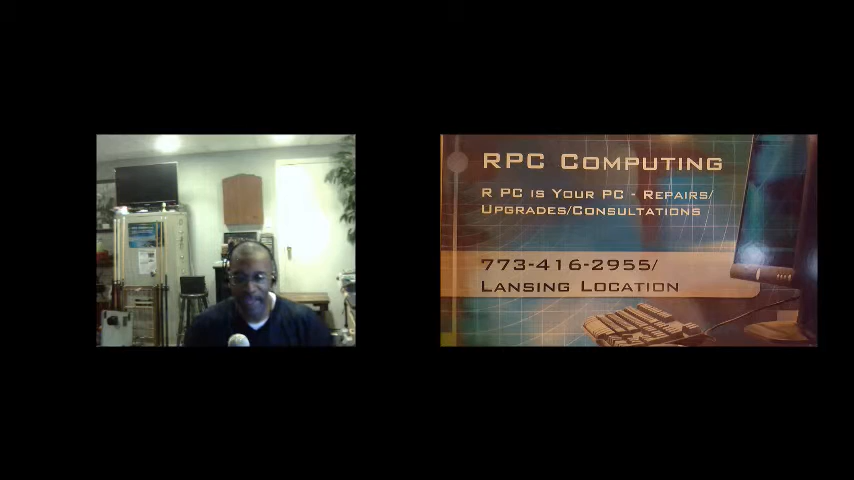 RPC Computing
R PC is Your PC - Repairs/
Upgrades/Consultations
773-416-2955/
Lansing Location